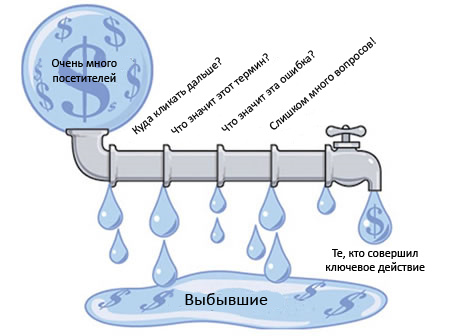 Очень много
посетителей
Куда кликать дальше?
Что значит этот термин?
Что значит эта ошибка?
Слишком много вопросов!
Те, кто совершил
ключевое действие
Выбывшие